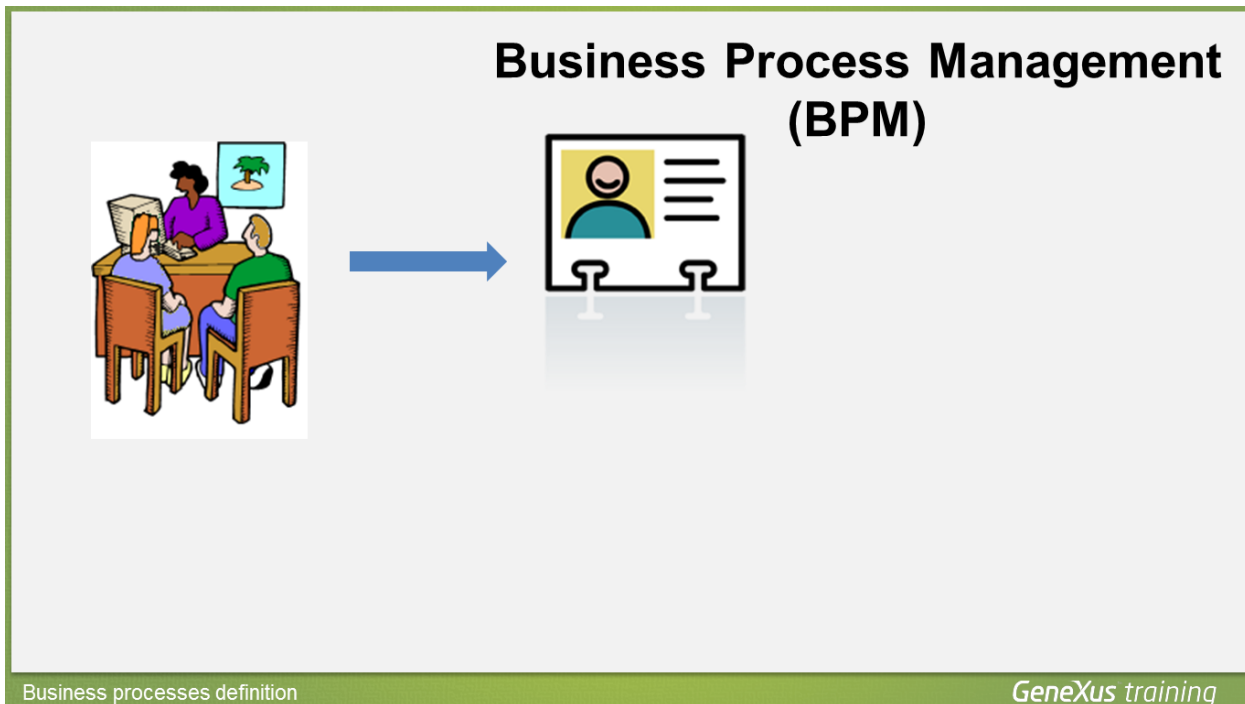 Business Process Management
(BPM)
Business processes definition
GeneXus training